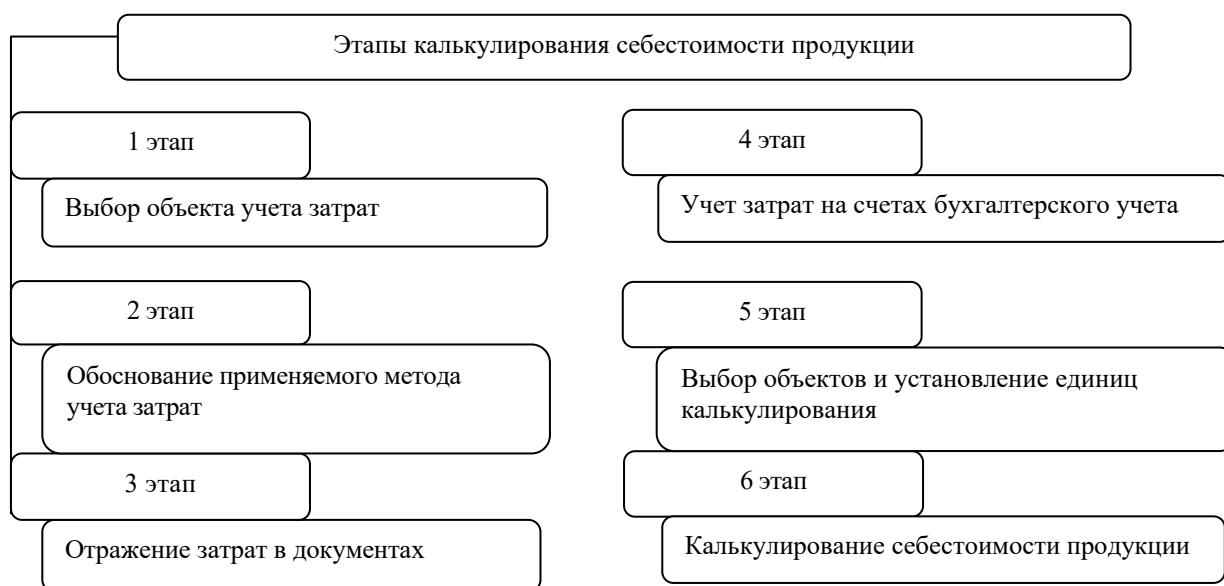 Этапы калькулирования себестоимости продукции
1 этап
Выбор объекта учета затрат
2 этап
Обоснование применяемого метода
учета затрат
3 этап
Отражение затрат в документах
4 этап
Учет затрат на счетах бухгалтерского учета
5 этап
Выбор объектов и установление единиц
калькулирования
6 этап
Калькулирование себестоимости продукции